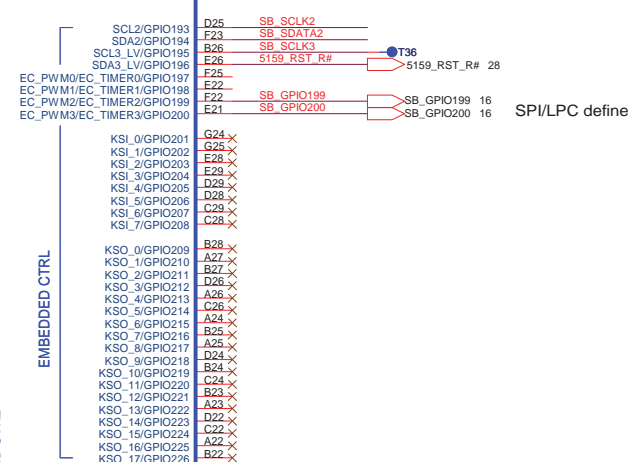 SCL2/GPIO193 D25 SB_SCLK2
SDA2/GPIO194 F23 SB_SDATA2
SCL3_LV/GPIO195 B26 SB_SCLK3 T36
SDA3_LV/GPIO196 E26 5159_RST_R# 5159_RST_R# 28
EC_PWM0/EC_TIMER0/GPIO197 F25
EC_PWM1/EC_TIMER1/GPIO198 E22
EC_PWM2/EC_TIMER2/GPIO199 F22 SB_GPIO199 SB_GPIO199 16
EC_PWM3/EC_TIMER3/GPIO200 E21 SB_GPIO200 SB_GPIO200 16
SPI/LPC define
KSI_0/GPIO201 G24
KSI_1/GPIO202 G25
KSI_2/GPIO203 E28
KSI_3/GPIO204 E29
KSI_4/GPIO205 D29
KSI_5/GPIO206 D28
KSI_6/GPIO207 C29
KSI_7/GPIO208 C28
EMBEDDED CTRL
KSO_0/GPIO209 B28
KSO_1/GPIO210 A27
KSO_2/GPIO211 B27
KSO_3/GPIO212 D26
KSO_4/GPIO213 A26
KSO_5/GPIO214 C26
KSO_6/GPIO215 A24
KSO_7/GPIO216 B25
KSO_8/GPIO217 A25
KSO_9/GPIO218 D24
KSO_10/GPIO219 B24
KSO_11/GPIO220 C24
KSO_12/GPIO221 B23
KSO_13/GPIO222 A23
KSO_14/GPIO223 D22
KSO_15/GPIO224 C22
KSO_16/GPIO225 A22
KSO_17/GPIO226 B22